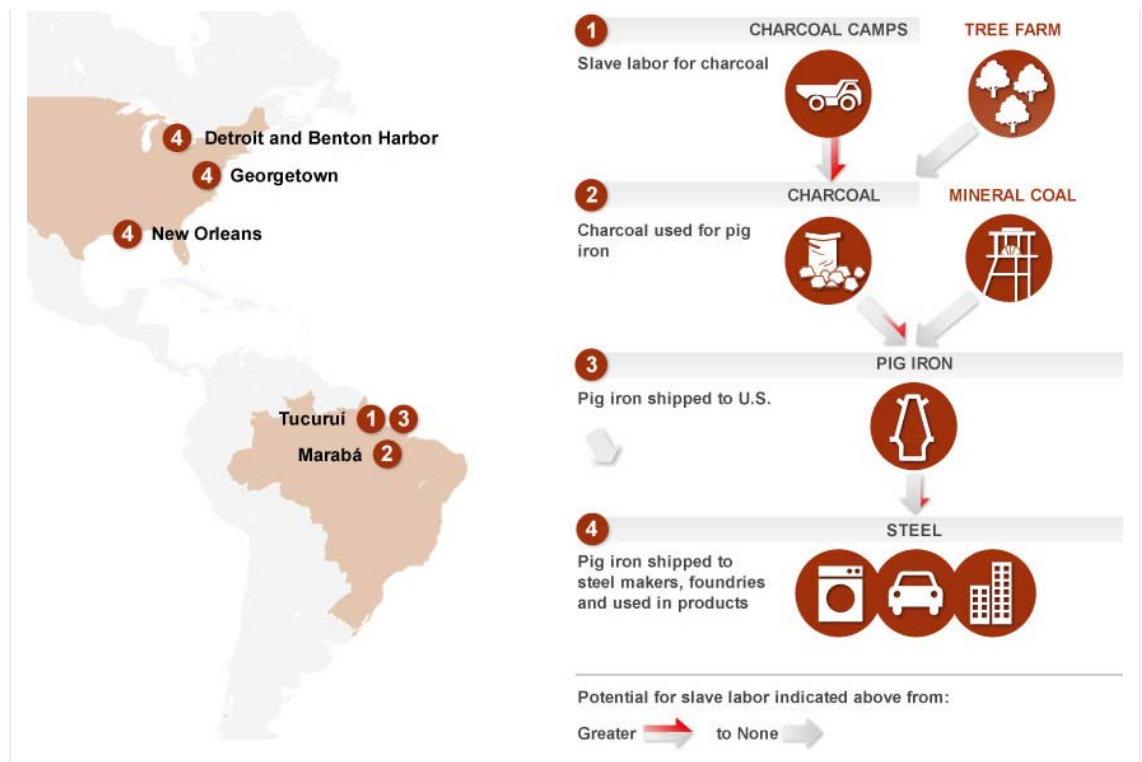 4 Detroit and Benton Harbor
4 Georgetown
4 New Orleans
Tucuruí 1 3
Marabá 2
1 CHARCOAL CAMPS TREE FARM
Slave labor for charcoal
2 CHARCOAL MINERAL COAL
Charcoal used for pig
iron
3 PIG IRON
Pig iron shipped to U.S.
4 STEEL
Pig iron shipped to
steel makers, foundries
and used in products
Potential for slave labor indicated above from:
Greater to None